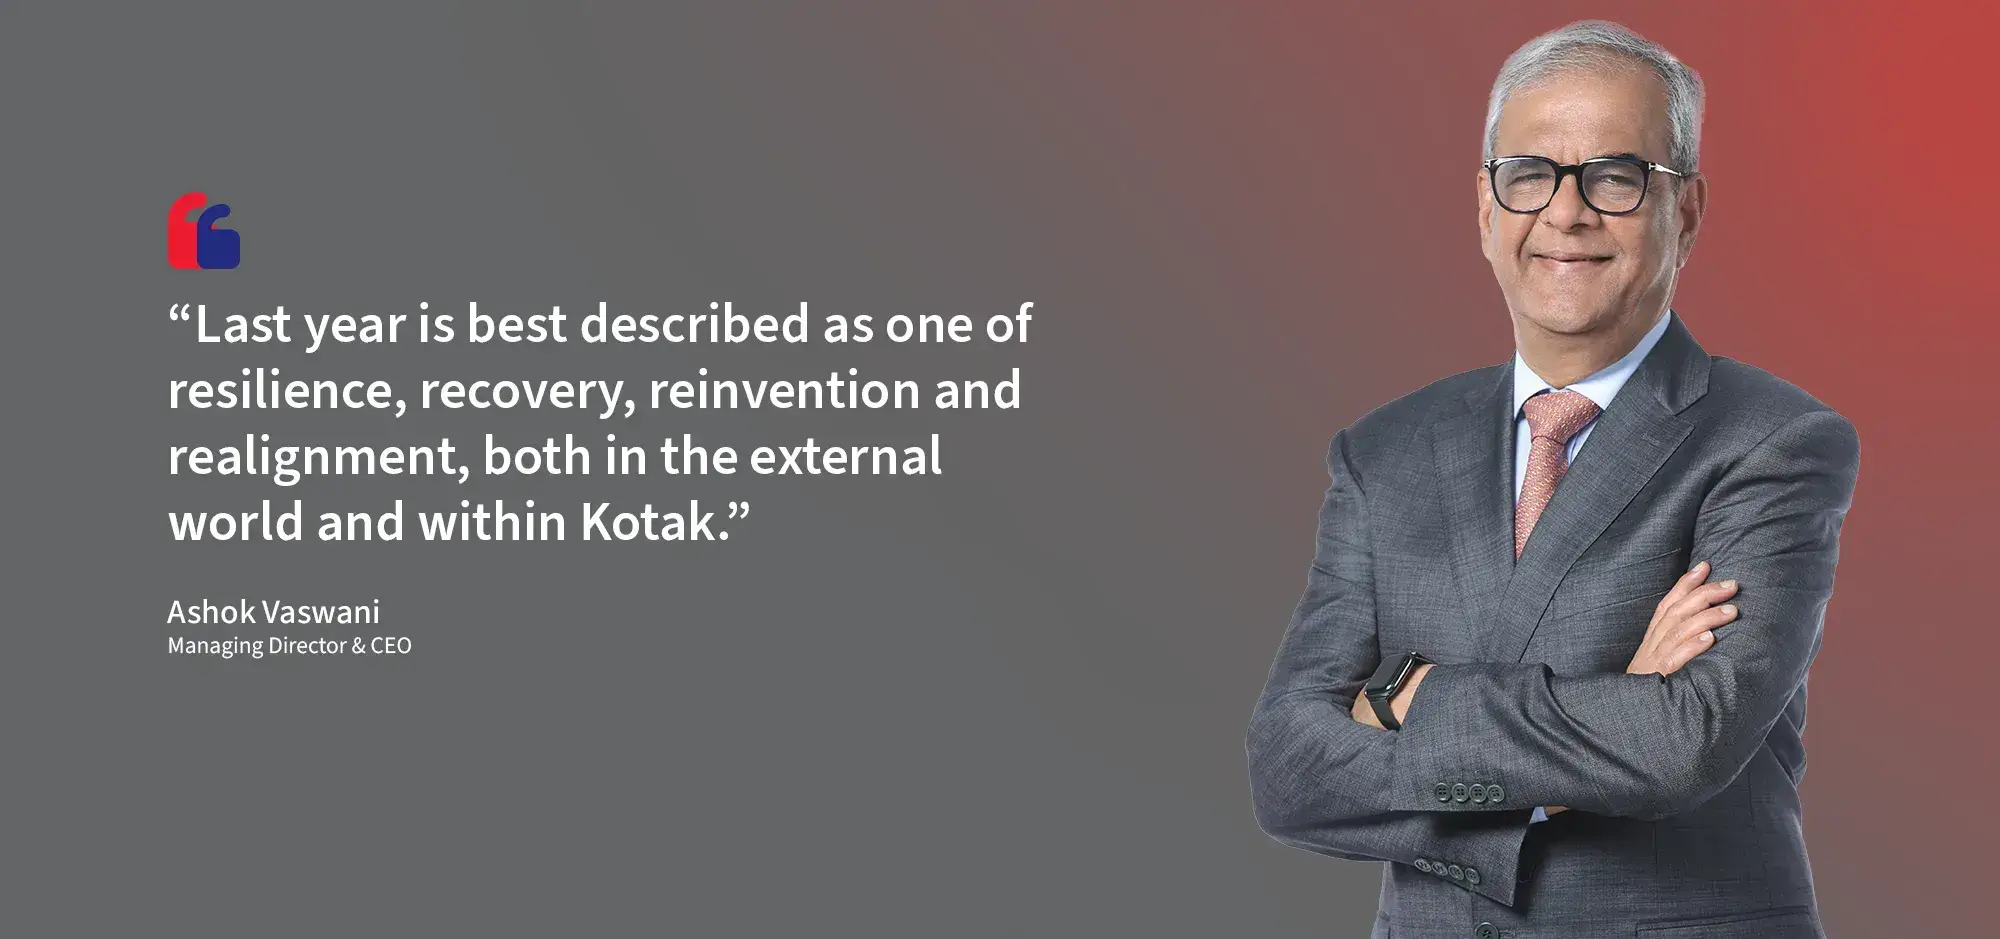 “Last year is best described as one of
resilience, recovery, reinvention and
realignment, both in the external
world and within Kotak.”
Ashok Vaswani
Managing Director & CEO